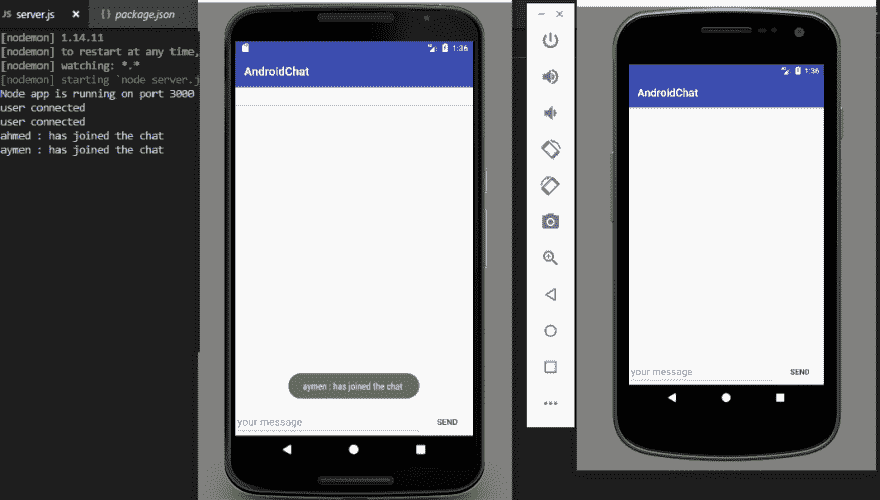 JS server.js × {} package.json
[nodemon] 1.14.11
[nodemon] to restart at any time,
[nodemon] watching: *.*
[nodemon] starting `node server.j
Node app is running on port 3000
user connected
user connected
ahmed : has joined the chat
aymen : has joined the chat
1:36
AndroidChat
aymen : has joined the chat
your message SEND
1:36
AndroidChat
your message SEND